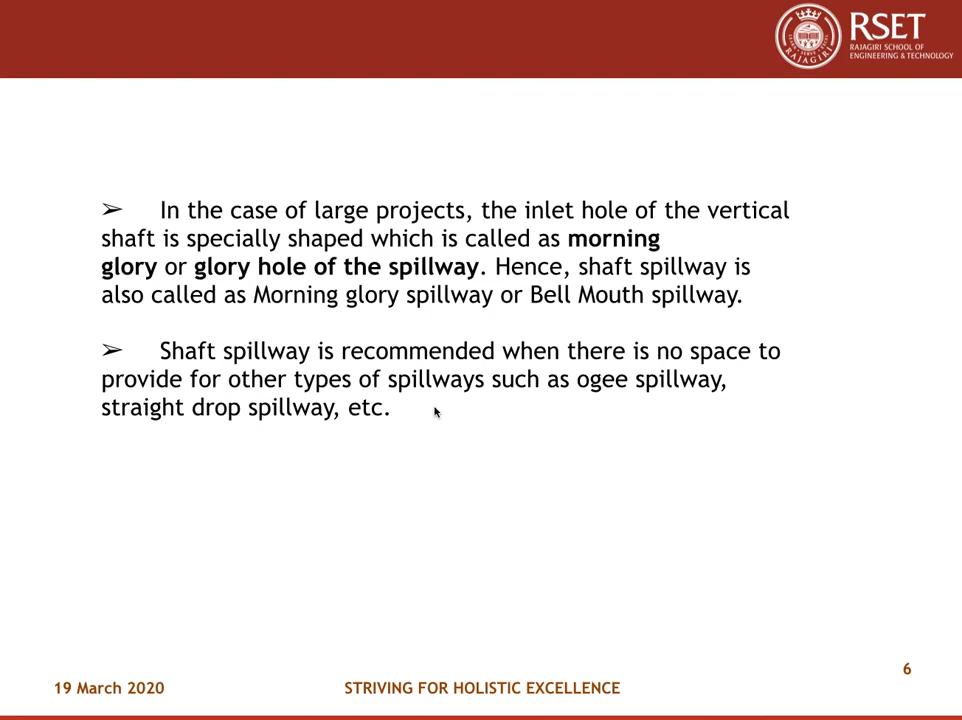 RSET
RAJAGIRI SCHOOL OF
ENGINEERING & TECHNOLOGY
RAJAGIRI
➢ In the case of large projects, the inlet hole of the vertical
shaft is specially shaped which is called as morning
glory or glory hole of the spillway. Hence, shaft spillway is
also called as Morning glory spillway or Bell Mouth spillway.
➢ Shaft spillway is recommended when there is no space to
provide for other types of spillways such as ogee spillway,
straight drop spillway, etc.
6
19 March 2020
STRIVING FOR HOLISTIC EXCELLENCE